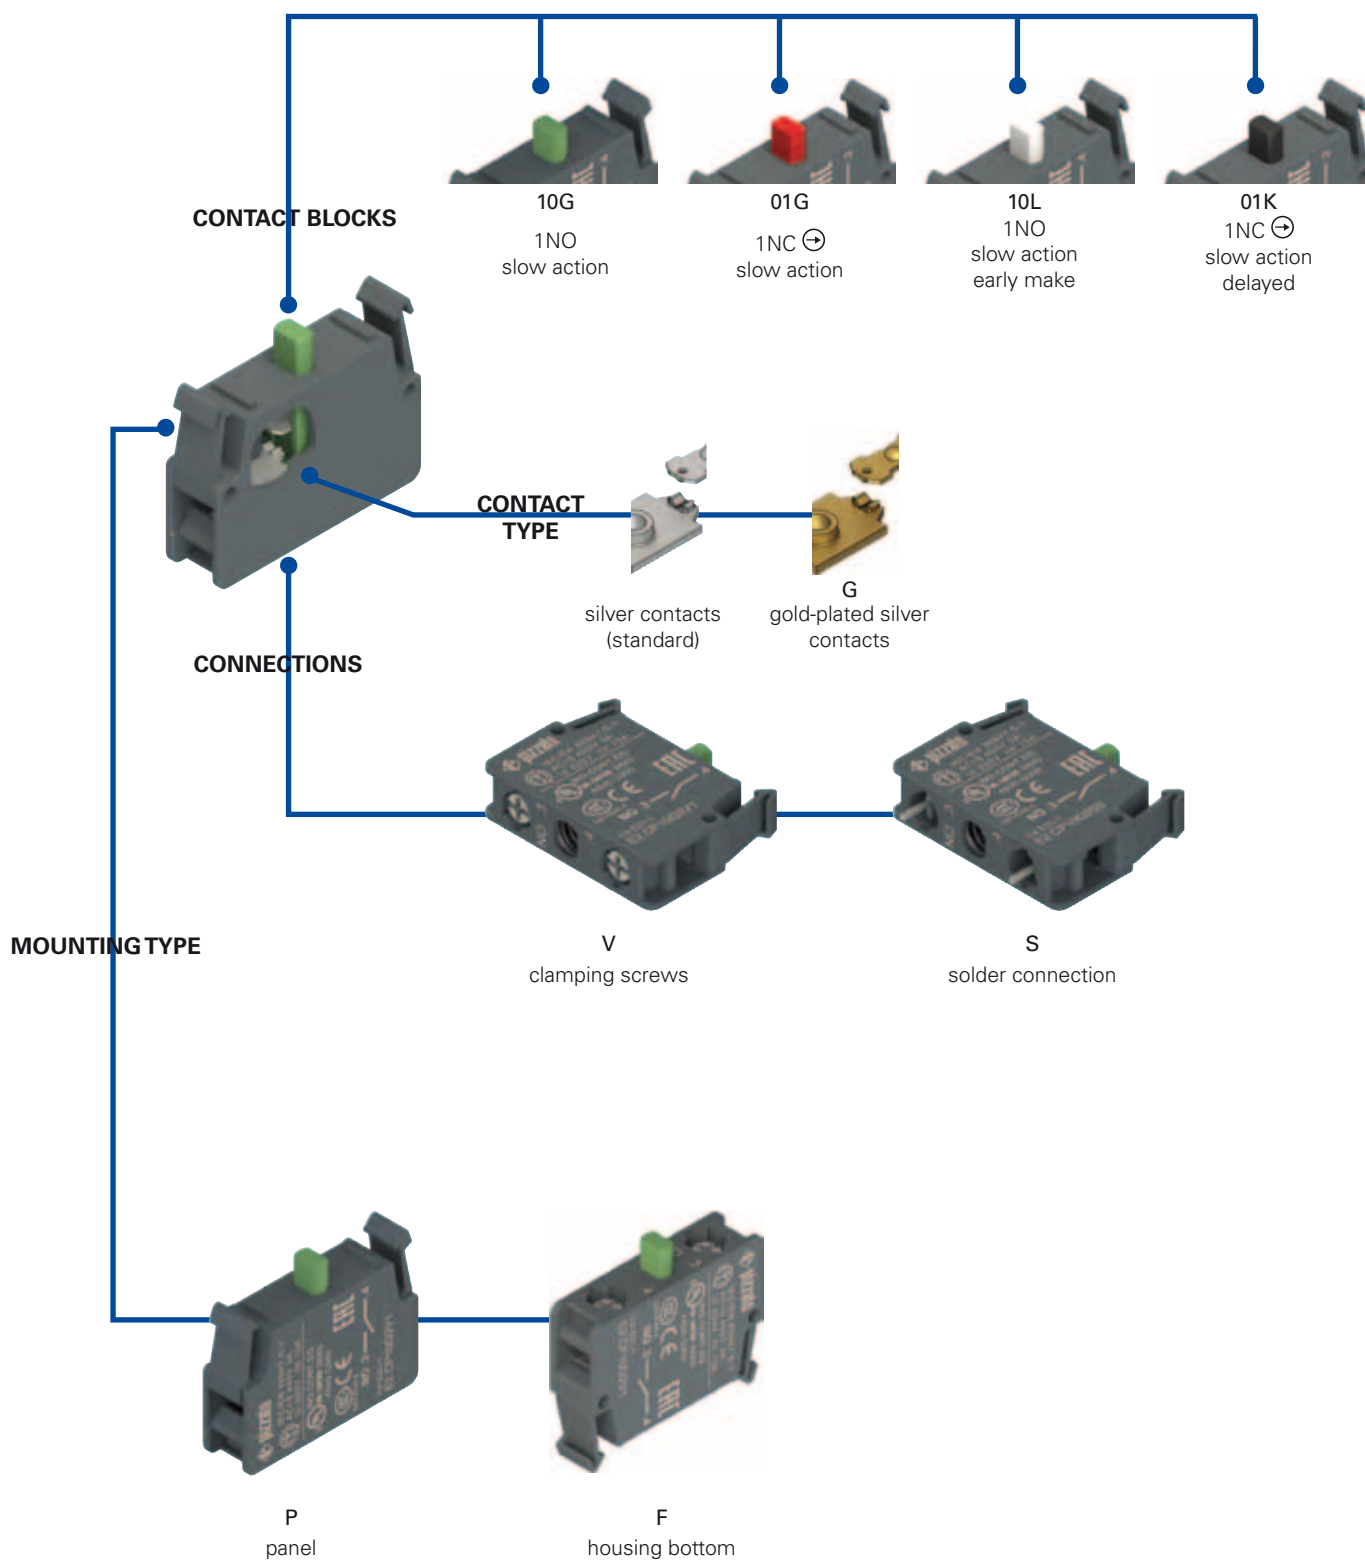 10G
01G
10L
01K
CONTACT BLOCKS
1NO
slow action
1NC
slow action
1NO
slow action
early make
1NC
slow action
delayed
CONTACT
TYPE
silver contacts
(standard)
G
gold-plated silver
contacts
CONNECTIONS
V
clamping screws
S
solder connection
MOUNTING TYPE
P
panel
F
housing bottom